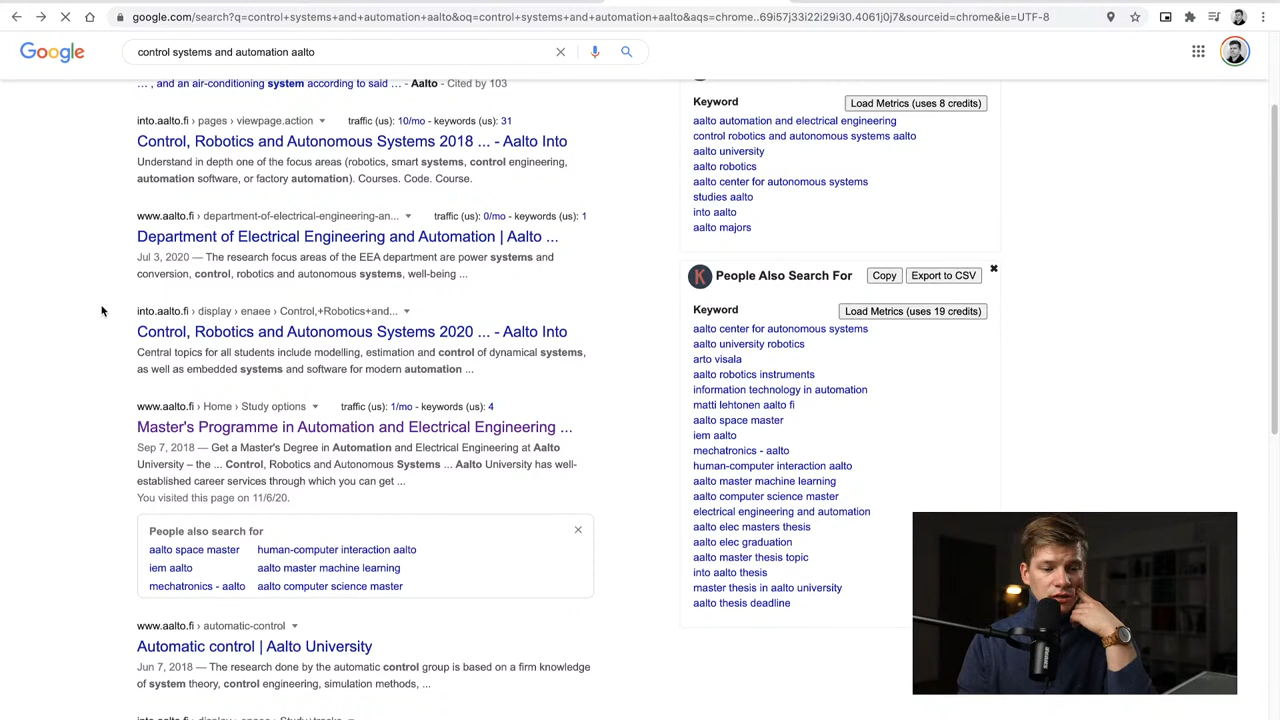 google.com/search?q=control+systems+and+automation+aalto&oq=control+systems+and+automation+aalto&aqs=chrome..69i57j33i22i29i30.4061j0j7&sourceid=chrome&ie=UTF-8
Google
control systems and automation aalto
… , and an air-conditioning system according to said … - Aalto - Cited by 103
into.aalto.fi › pages › viewpage.action traffic (us): 10/mo - keywords (us): 31
Control, Robotics and Autonomous Systems 2018 ... - Aalto Into
Understand in depth one of the focus areas (robotics, smart systems, control engineering,
automation software, or factory automation). Courses. Code. Course.
www.aalto.fi › department-of-electrical-engineering-an... traffic (us): 0/mo - keywords (us): 1
Department of Electrical Engineering and Automation | Aalto ...
Jul 3, 2020 — The research focus areas of the EEA department are power systems and
conversion, control, robotics and autonomous systems, well-being ...
into.aalto.fi › display › enaee › Control,+Robotics+and...
Control, Robotics and Autonomous Systems 2020 ... - Aalto Into
Central topics for all students include modelling, estimation and control of dynamical systems,
as well as embedded systems and software for modern automation ...
www.aalto.fi › Home › Study options traffic (us): 1/mo - keywords (us): 4
Master's Programme in Automation and Electrical Engineering ...
Sep 7, 2018 — Get a Master's Degree in Automation and Electrical Engineering at Aalto
University – the ... Control, Robotics and Autonomous Systems ... Aalto University has well-
established career services through which you can get ...
You visited this page on 11/6/20.
People also search for
aalto space master human-computer interaction aalto
iem aalto aalto master machine learning
mechatronics - aalto aalto computer science master
www.aalto.fi › automatic-control
Automatic control | Aalto University
Jun 7, 2018 — The research done by the automatic control group is based on a firm knowledge
of system theory, control engineering, simulation methods, ...
Keyword Load Metrics (uses 8 credits)
aalto automation and electrical engineering
control robotics and autonomous systems aalto
aalto university
aalto robotics
aalto center for autonomous systems
studies aalto
into aalto
aalto majors
K People Also Search For Copy Export to CSV
Keyword Load Metrics (uses 19 credits)
aalto center for autonomous systems
aalto university robotics
arto visala
aalto robotics instruments
information technology in automation
matti lehtonen aalto fi
aalto space master
iem aalto
mechatronics - aalto
human-computer interaction aalto
aalto master machine learning
aalto computer science master
electrical engineering and automation
aalto elec masters thesis
aalto elec graduation
aalto master thesis topic
into aalto thesis
master thesis in aalto university
aalto thesis deadline